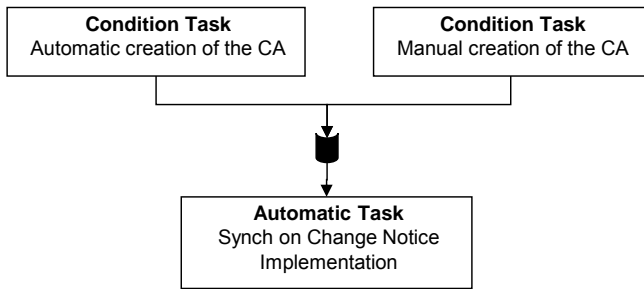 Condition Task
Automatic creation of the CA
Condition Task
Manual creation of the CA
Automatic Task
Synch on Change Notice
Implementation